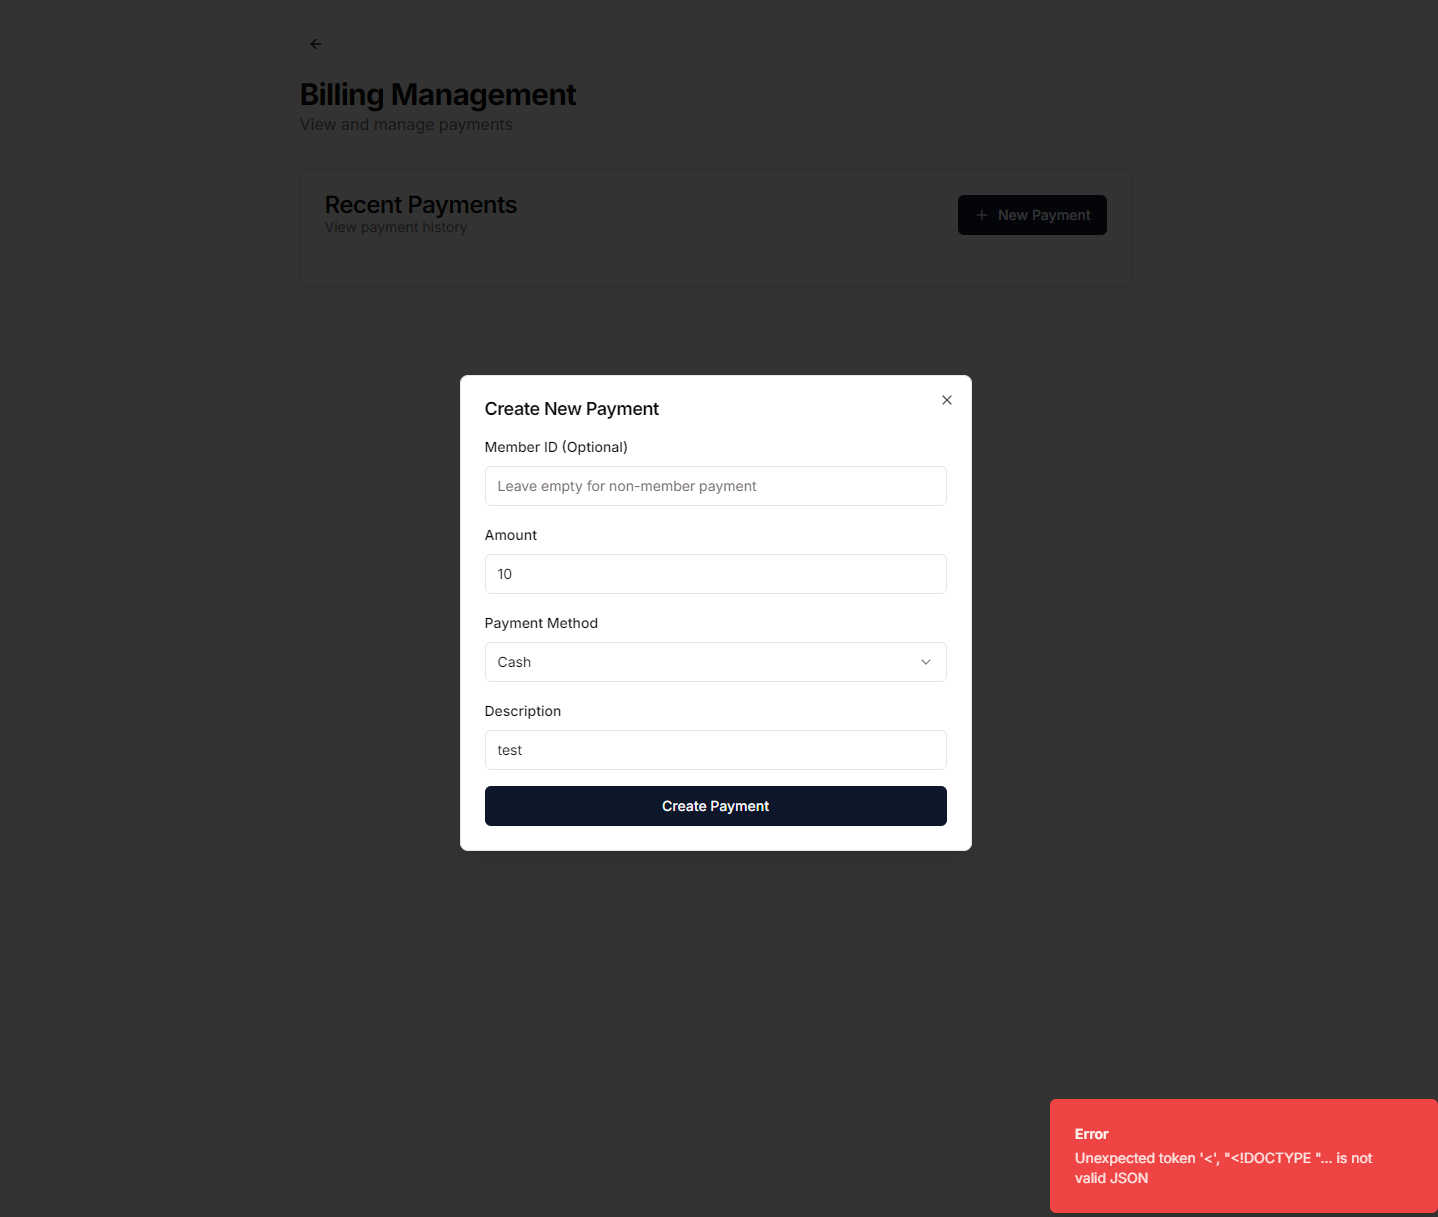 Billing Management
View and manage payments
Recent Payments
View payment history
New Payment
Create New Payment
Member ID (Optional)
Leave empty for non-member payment
Amount
10
Payment Method
Cash
Description
test
Create Payment
Error
Unexpected token '<', "<!DOCTYPE "... is not
valid JSON